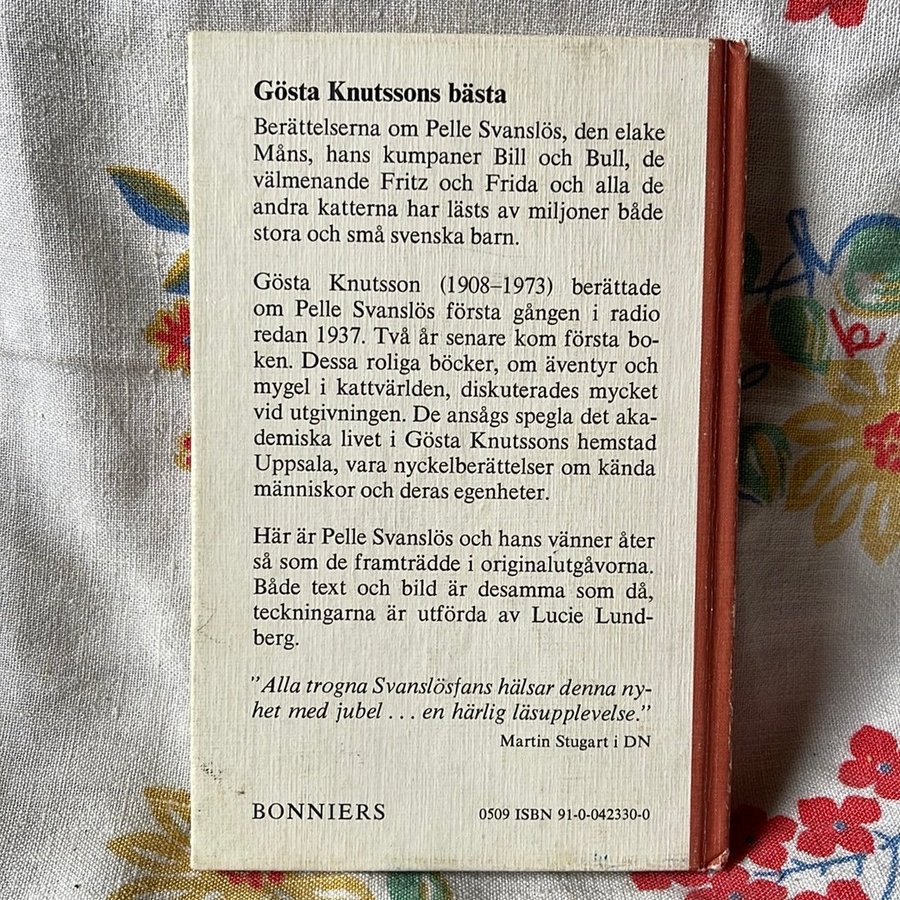 Gösta Knutssons bästa
Berättelserna om Pelle Svanslös, den elake
Måns, hans kumpaner Bill och Bull, de
välmenande Fritz och Frida och alla de
andra katterna har lästs av miljoner både
stora och små svenska barn.
Gösta Knutsson (1908–1973) berättade
om Pelle Svanslös första gången i radio
redan 1937. Två år senare kom första bo-
ken. Dessa roliga böcker, om äventyr och
mygel i kattvärlden, diskuterades mycket
vid utgivningen. De ansågs spegla det aka-
demiska livet i Gösta Knutssons hemstad
Uppsala, vara nyckelberättelser om kända
människor och deras egenheter.
Här är Pelle Svanslös och hans vänner åter
så som de framträdde i originalutgåvorna.
Både text och bild är desamma som då,
teckningarna är utförda av Lucie Lund-
berg.
"Alla trogna Svanslösfans hälsar denna ny-
het med jubel . . . en härlig läsupplevelse."
Martin Stugart i DN
BONNIERS
0509 ISBN 91-0-042330-0